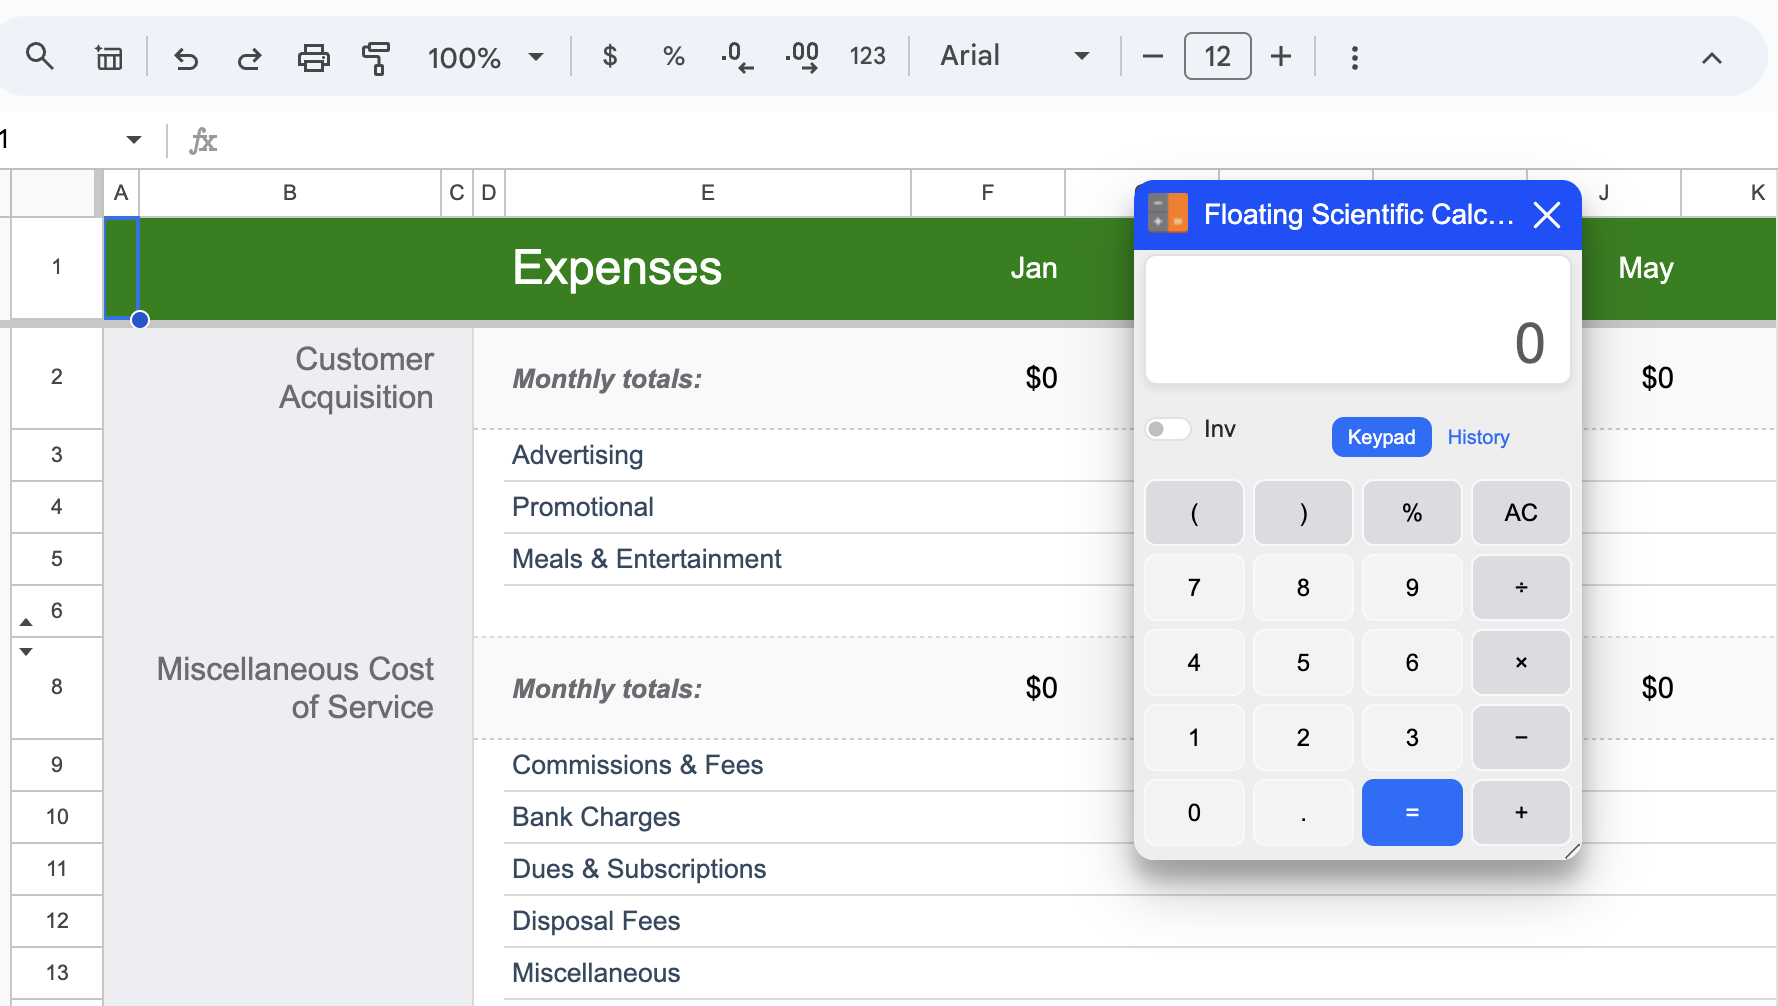 100% $ % .0 .00 123 Arial 12
1 fx
A B C D E F J K
1 Expenses Jan May
2 Customer Acquisition Monthly totals: $0 $0
3 Advertising
4 Promotional
5 Meals & Entertainment
6
8 Miscellaneous Cost of Service Monthly totals: $0 $0
9 Commissions & Fees
10 Bank Charges
11 Dues & Subscriptions
12 Disposal Fees
13 Miscellaneous
Floating Scientific Calc...
0
Inv Keypad History
( ) % AC
7 8 9 ÷
4 5 6 ×
1 2 3 −
0 . = +